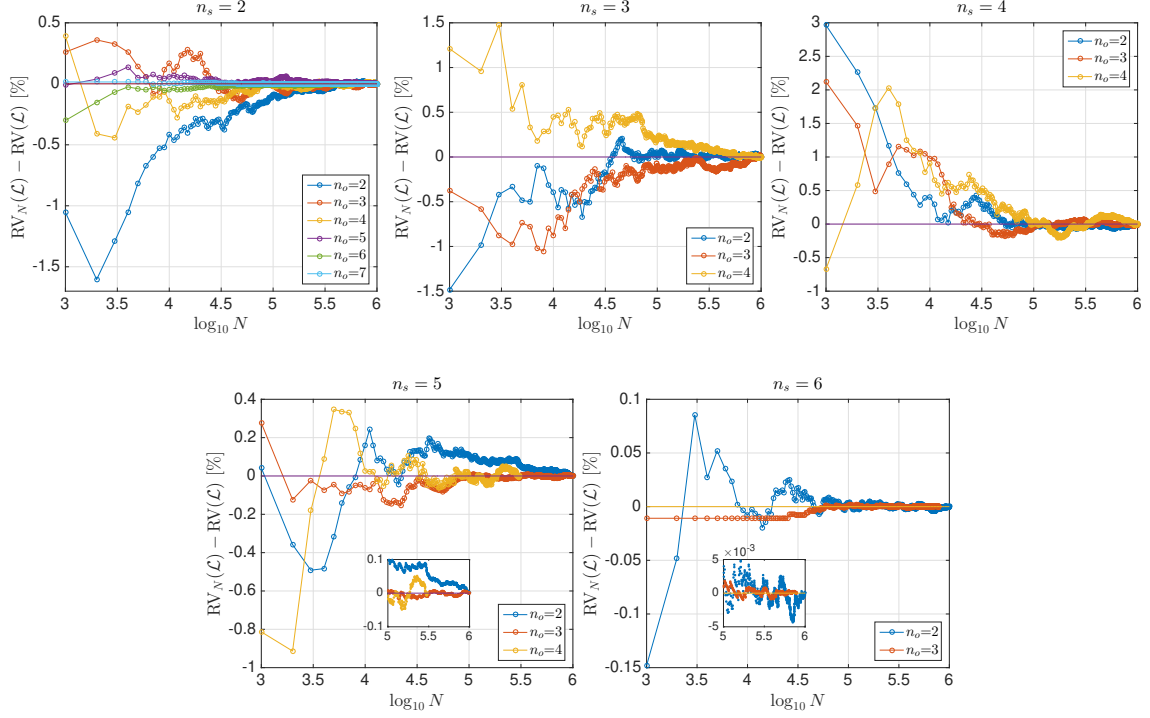 n_s = 2
RV_N(ℒ) − RV(ℒ) [%]
0.5
0
-0.5
-1
-1.5
3 3.5 4 4.5 5 5.5 6
log₁₀ N
n_o=2
n_o=3
n_o=4
n_o=5
n_o=6
n_o=7
n_s = 3
RV_N(ℒ) − RV(ℒ) [%]
1.5
1
0.5
0
-0.5
-1
-1.5
3 3.5 4 4.5 5 5.5 6
log₁₀ N
n_o=2
n_o=3
n_o=4
n_s = 4
RV_N(ℒ) − RV(ℒ) [%]
3
2.5
2
1.5
1
0.5
0
-0.5
-1
3 3.5 4 4.5 5 5.5 6
log₁₀ N
n_o=2
n_o=3
n_o=4
n_s = 5
RV_N(ℒ) − RV(ℒ) [%]
0.4
0.2
0
-0.2
-0.4
-0.6
-0.8
-1
3 3.5 4 4.5 5 5.5 6
log₁₀ N
0.1
0
-0.1
5 5.5 6
n_o=2
n_o=3
n_o=4
n_s = 6
RV_N(ℒ) − RV(ℒ) [%]
0.1
0.05
0
-0.05
-0.1
-0.15
3 3.5 4 4.5 5 5.5 6
log₁₀ N
×10⁻³
5
0
-5
5 5.5 6
n_o=2
n_o=3